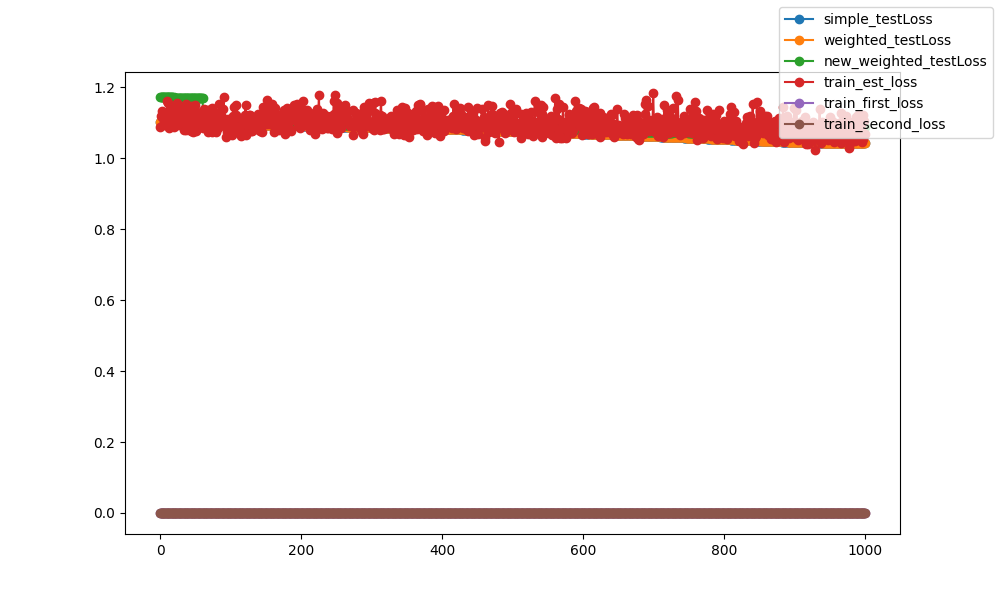 simple_testLoss
weighted_testLoss
new_weighted_testLoss
train_est_loss
train_first_loss
train_second_loss
1.2
1.0
0.8
0.6
0.4
0.2
0.0
0 200 400 600 800 1000